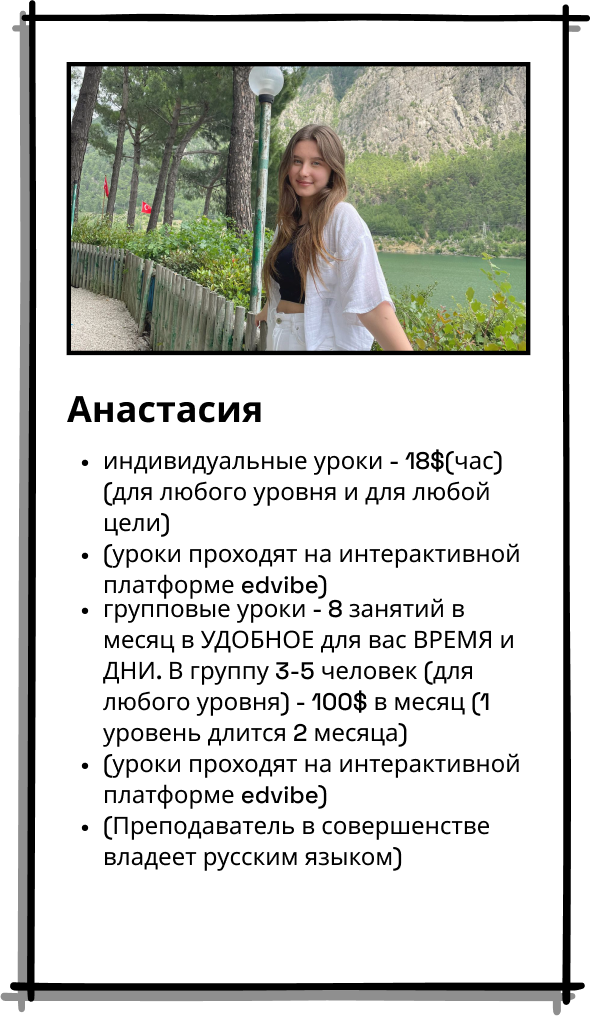 Анастасия
• индивидуальные уроки - 18$(час)
(для любого уровня и для любой
цели)
• (уроки проходят на интерактивной
платформе edvibe)
• групповые уроки - 8 занятий в
месяц в УДОБНОЕ для вас ВРЕМЯ и
ДНИ. В группу 3-5 человек (для
любого уровня) - 100$ в месяц (1
уровень длится 2 месяца)
• (уроки проходят на интерактивной
платформе edvibe)
• (Преподаватель в совершенстве
владеет русским языком)